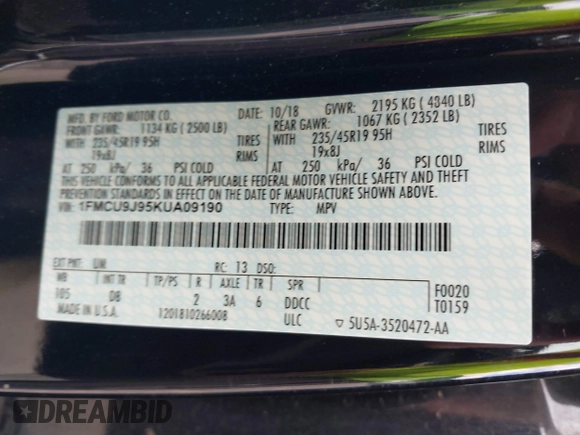 MFD. BY FORD MOTOR CO. 10/18 GVWR: 2195 KG ( 4840 LB)
FRONT GAWR: 1134 KG ( 2500 LB) REAR GAWR: 1067 KG ( 2352 LB)
WITH 235/45R19 95H TIRES WITH 235/45R19 95H TIRES
19x8J RIMS 19x8J RIMS
AT 250 kPa/ 36 PSI COLD AT 250 kPa/ 36 PSI COLD
THIS VEHICLE CONFORMS TO ALL APPLICABLE FEDERAL MOTOR VEHICLE SAFETY AND THEFT
PREVENTION STANDARDS IN EFFECT ON THE DATE OF MANUFACTURE SHOWN ABOVE.
VIN: 1FMCU9J95KUA09190 TYPE: MPV
EXT PNT: UM RC: 13 DSO:
WB INT TR TP/PS R AXLE TR SPR F0020
105 D8 2 3A 6 DDCC T0159
MADE IN U.S.A. 1201810266008 ULC ▽ 5U5A-3520472-AA
DREAMBID